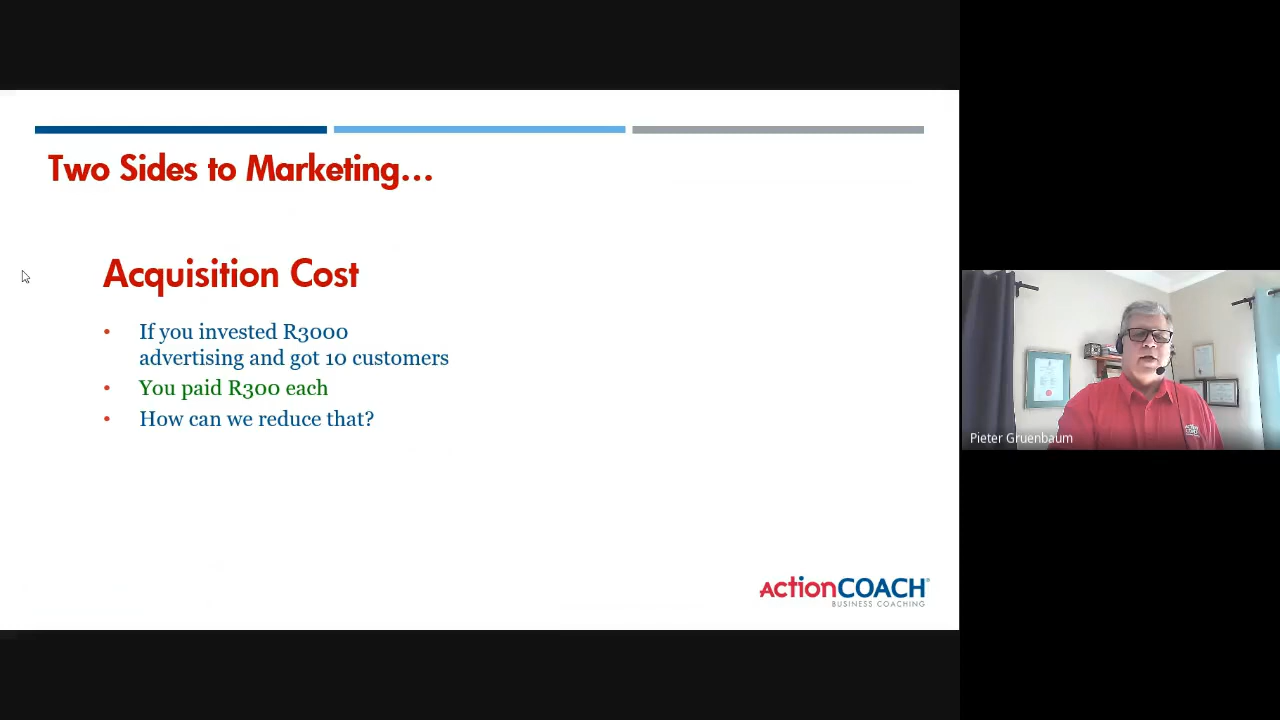 Two Sides to Marketing...
Acquisition Cost
• If you invested R3000
advertising and got 10 customers
• You paid R300 each
• How can we reduce that?
ActionCOACH®
BUSINESS COACHING
Pieter Gruenbaum